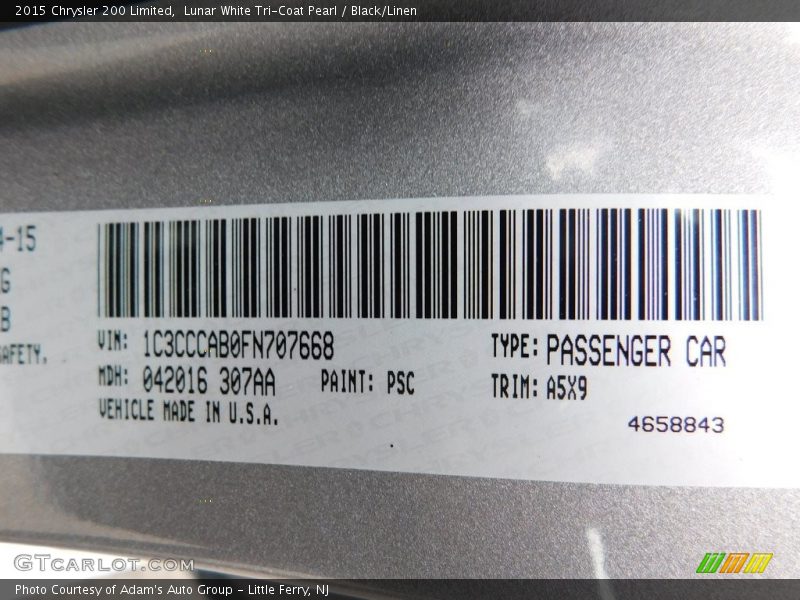 2015 Chrysler 200 Limited,  Lunar White Tri-Coat Pearl / Black/Linen
-15
G
B
SAFETY.
VIN: 1C3CCCAB0FN707668
TYPE: PASSENGER CAR
MDH: 042016 307AA
PAINT: PSC
TRIM: A5X9
VEHICLE MADE IN U.S.A.
4658843
GTcarlot.com
Photo Courtesy of Adam's Auto Group - Little Ferry, NJ